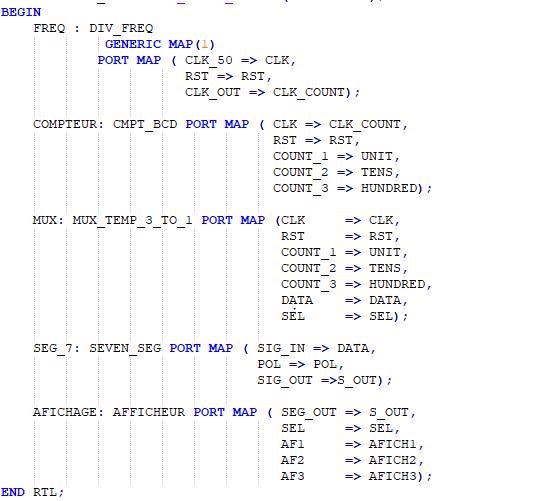 BEGIN
FREQ : DIV_FREQ
GENERIC MAP(1)
PORT MAP ( CLK_50 => CLK,
RST => RST,
CLK_OUT => CLK_COUNT);
COMPTEUR: CMPT_BCD PORT MAP ( CLK => CLK_COUNT,
RST => RST,
COUNT_1 => UNIT,
COUNT_2 => TENS,
COUNT_3 => HUNDRED);
MUX: MUX_TEMP_3_TO_1 PORT MAP (CLK => CLK,
RST => RST,
COUNT_1 => UNIT,
COUNT_2 => TENS,
COUNT_3 => HUNDRED,
DATA => DATA,
SEL => SEL);
SEG_7: SEVEN_SEG PORT MAP ( SIG_IN => DATA,
POL => POL,
SIG_OUT =>S_OUT);
AFICHAGE: AFFICHEUR PORT MAP ( SEG_OUT => S_OUT,
SEL => SEL,
AF1 => AFICH1,
AF2 => AFICH2,
AF3 => AFICH3);
END RTL;